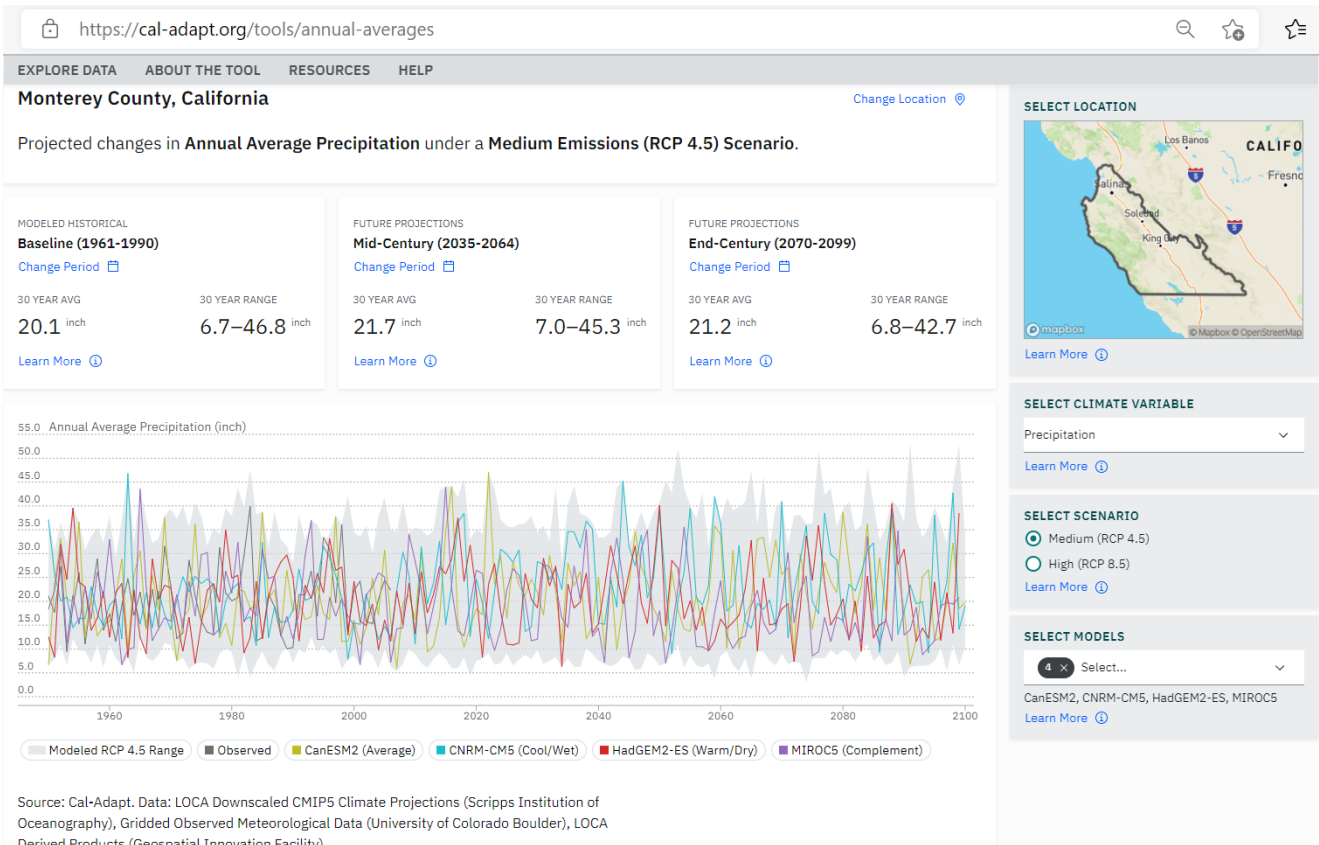 https://cal-adapt.org/tools/annual-averages
EXPLORE DATA ABOUT THE TOOL RESOURCES HELP
Monterey County, California
Change Location
Projected changes in Annual Average Precipitation under a Medium Emissions (RCP 4.5) Scenario.
MODELED HISTORICAL
Baseline (1961-1990)
Change Period
30 YEAR AVG 30 YEAR RANGE
20.1 inch 6.7–46.8 inch
Learn More
FUTURE PROJECTIONS
Mid-Century (2035-2064)
Change Period
30 YEAR AVG 30 YEAR RANGE
21.7 inch 7.0–45.3 inch
Learn More
FUTURE PROJECTIONS
End-Century (2070-2099)
Change Period
30 YEAR AVG 30 YEAR RANGE
21.2 inch 6.8–42.7 inch
Learn More
55.0 Annual Average Precipitation (inch)
50.0
45.0
40.0
35.0
30.0
25.0
20.0
15.0
10.0
5.0
0.0
1960 1980 2000 2020 2040 2060 2080 2100
Modeled RCP 4.5 Range Observed CanESM2 (Average) CNRM-CM5 (Cool/Wet) HadGEM2-ES (Warm/Dry) MIROC5 (Complement)
Source: Cal-Adapt. Data: LOCA Downscaled CMIP5 Climate Projections (Scripps Institution of
Oceanography), Gridded Observed Meteorological Data (University of Colorado Boulder), LOCA
Derived Products (Geospatial Innovation Facility)
SELECT LOCATION
Los Banos
CALIFO
5
Fresno
Salinas
Soledad
5
King City
mapbox
© Mapbox © OpenStreetMap
Learn More
SELECT CLIMATE VARIABLE
Precipitation
Learn More
SELECT SCENARIO
Medium (RCP 4.5)
High (RCP 8.5)
Learn More
SELECT MODELS
4 × Select...
CanESM2, CNRM-CM5, HadGEM2-ES, MIROC5
Learn More